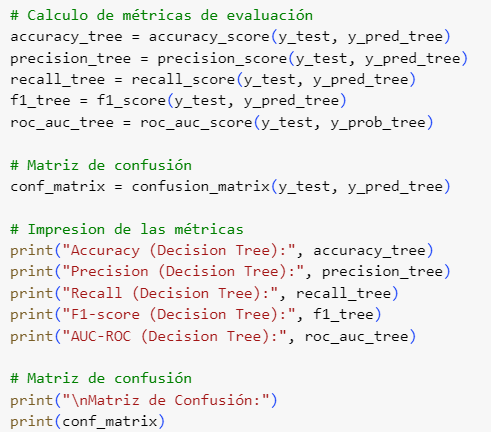 # Calculo de métricas de evaluación
accuracy_tree = accuracy_score(y_test, y_pred_tree)
precision_tree = precision_score(y_test, y_pred_tree)
recall_tree = recall_score(y_test, y_pred_tree)
f1_tree = f1_score(y_test, y_pred_tree)
roc_auc_tree = roc_auc_score(y_test, y_prob_tree)

# Matriz de confusión
conf_matrix = confusion_matrix(y_test, y_pred_tree)

# Impresion de las métricas
print("Accuracy (Decision Tree):", accuracy_tree)
print("Precision (Decision Tree):", precision_tree)
print("Recall (Decision Tree):", recall_tree)
print("F1-score (Decision Tree):", f1_tree)
print("AUC-ROC (Decision Tree):", roc_auc_tree)

# Matriz de confusión
print("\nMatriz de Confusión:")
print(conf_matrix)